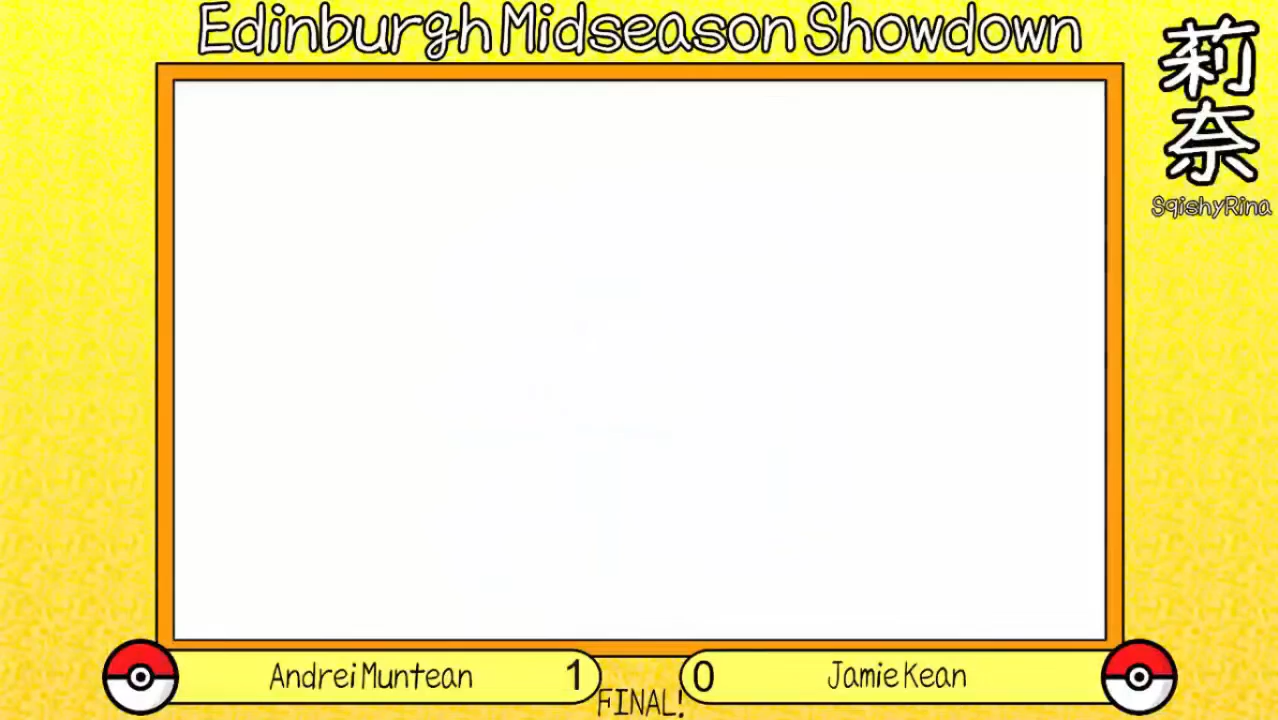 Edinburgh Midseason Showdown
莉
奈
SqishyRina
Andrei Muntean 1
0 Jamie Kean
FINAL!